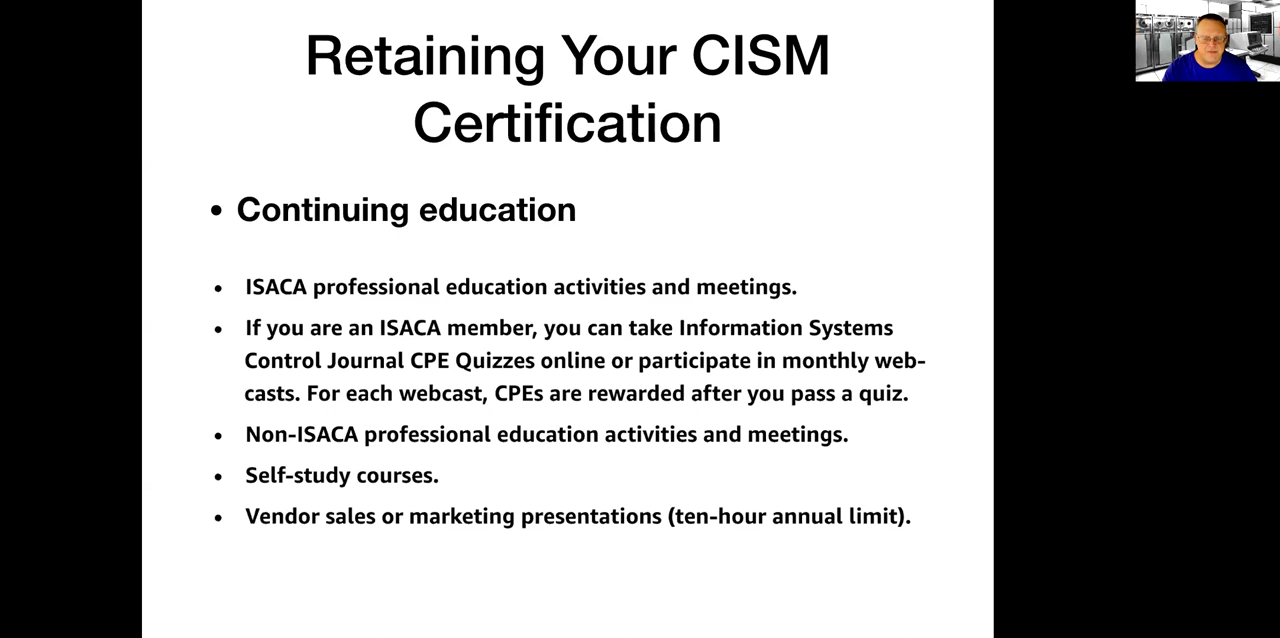 Retaining Your CISM
Certification
• Continuing education
• ISACA professional education activities and meetings.
• If you are an ISACA member, you can take Information Systems
Control Journal CPE Quizzes online or participate in monthly web-
casts. For each webcast, CPEs are rewarded after you pass a quiz.
• Non-ISACA professional education activities and meetings.
• Self-study courses.
• Vendor sales or marketing presentations (ten-hour annual limit).